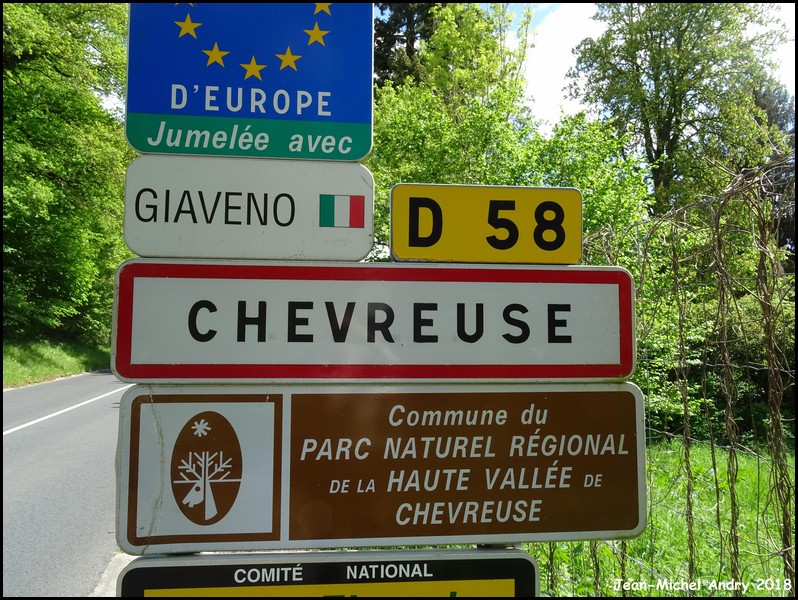 D'EUROPE
Jumelée avec
GIAVENO
D 58
CHEVREUSE
Commune du
PARC NATUREL RÉGIONAL
DE LA HAUTE VALLÉE DE
CHEVREUSE
COMITÉ NATIONAL
Jean-Michel Andry 2018